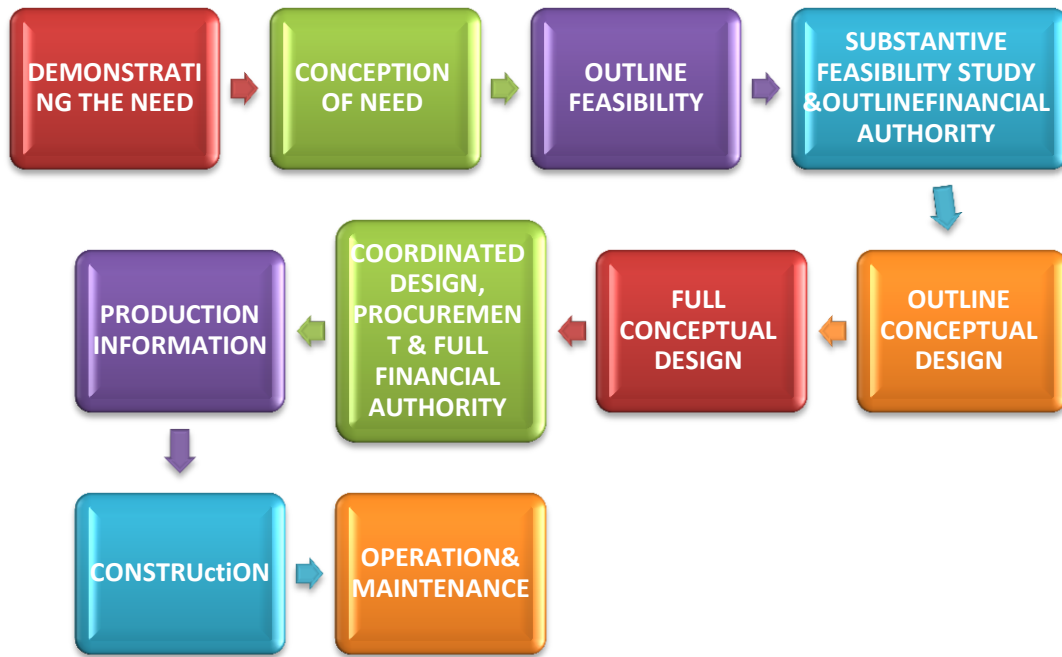 DEMONSTRATI
NG THE NEED
CONCEPTION
OF NEED
OUTLINE
FEASIBILITY
SUBSTANTIVE
FEASIBILITY STUDY
&OUTLINEFINANCIAL
AUTHORITY
OUTLINE
CONCEPTUAL
DESIGN
FULL
CONCEPTUAL
DESIGN
COORDINATED
DESIGN,
PROCUREMEN
T & FULL
FINANCIAL
AUTHORITY
PRODUCTION
INFORMATION
CONSTRUctiON
OPERATION&
MAINTENANCE